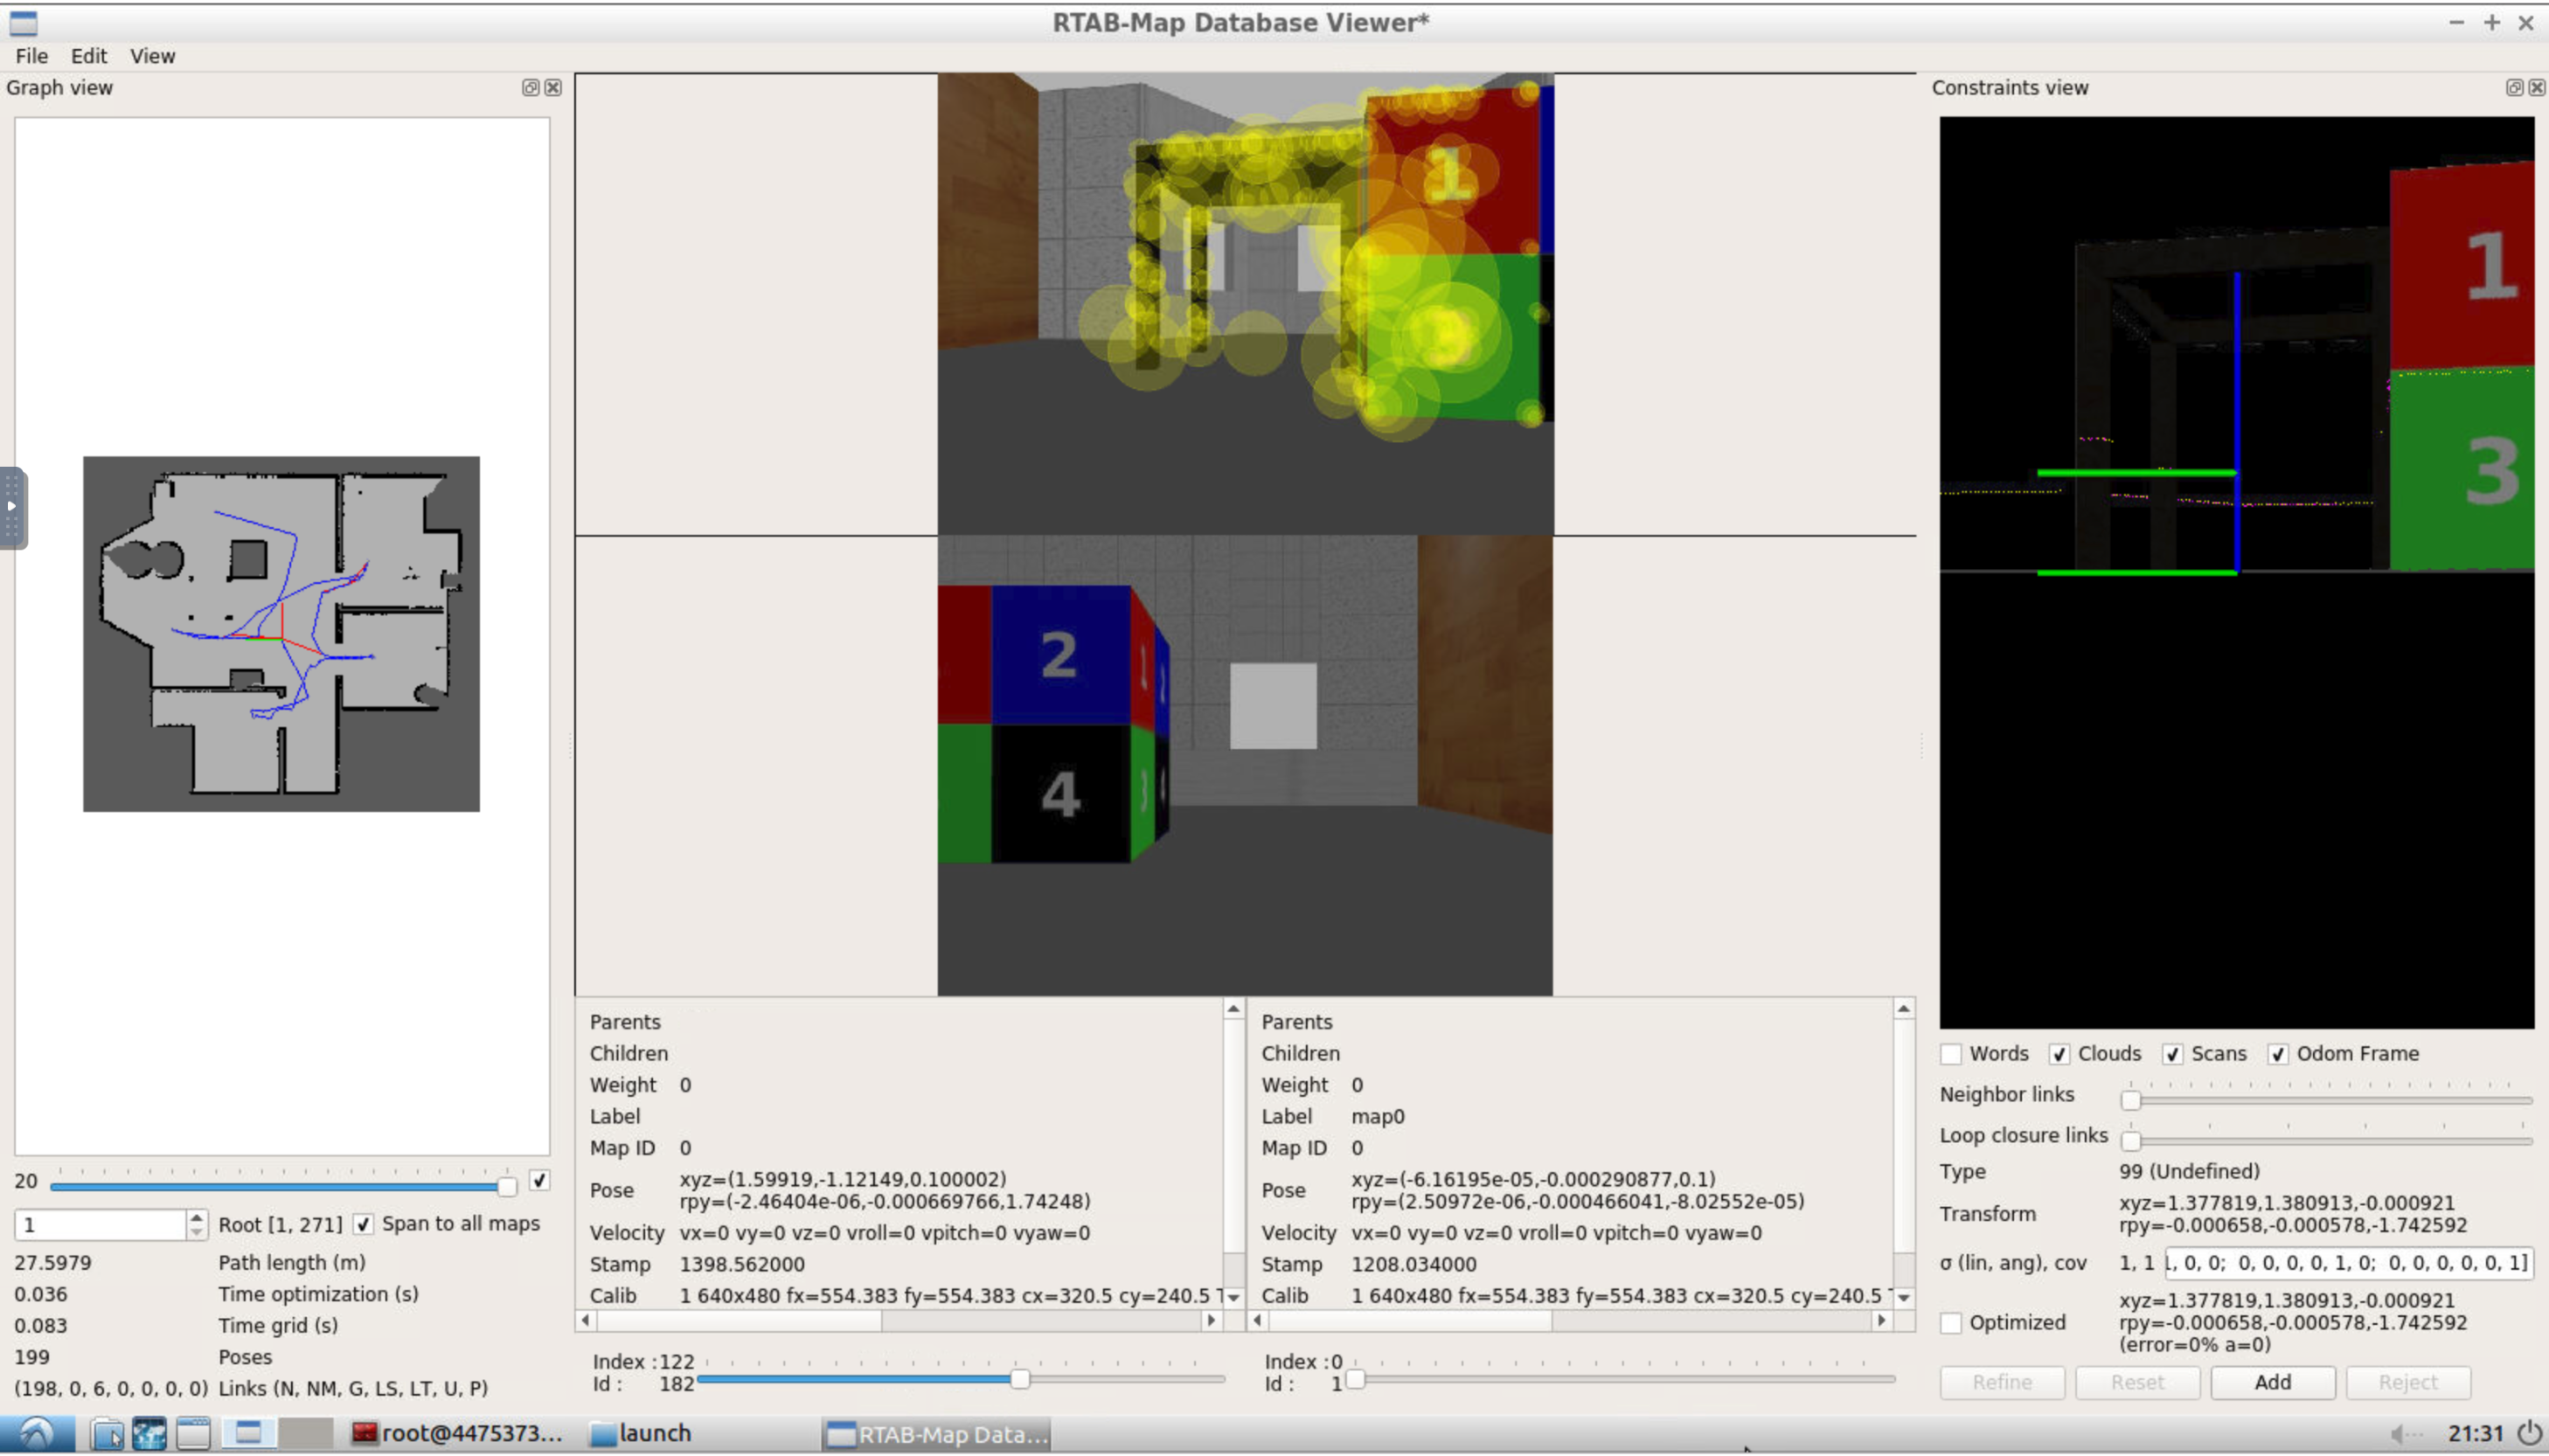 RTAB-Map Database Viewer*
File Edit View
Graph view
20
1 Root [1, 271] Span to all maps
27.5979 Path length (m)
0.036 Time optimization (s)
0.083 Time grid (s)
199 Poses
(198, 0, 6, 0, 0, 0, 0) Links (N, NM, G, LS, LT, U, P)
1
2
1
2
4
3
4
Parents
Children
Weight 0
Label
Map ID 0
Pose xyz=(1.59919,-1.12149,0.100002)
rpy=(-2.46404e-06,-0.000669766,1.74248)
Velocity vx=0 vy=0 vz=0 vroll=0 vpitch=0 vyaw=0
Stamp 1398.562000
Calib 1 640x480 fx=554.383 fy=554.383 cx=320.5 cy=240.5
Index : 122
Id : 182
Parents
Children
Weight 0
Label map0
Map ID 0
Pose xyz=(-6.16195e-05,-0.000290877,0.1)
rpy=(2.50972e-06,-0.000466041,-8.02552e-05)
Velocity vx=0 vy=0 vz=0 vroll=0 vpitch=0 vyaw=0
Stamp 1208.034000
Calib 1 640x480 fx=554.383 fy=554.383 cx=320.5 cy=240.5
Index : 0
Id : 1
Constraints view
1
3
Words Clouds Scans Odom Frame
Neighbor links
Loop closure links
Type 99 (Undefined)
Transform xyz=1.377819,1.380913,-0.000921
rpy=-0.000658,-0.000578,-1.742592
σ (lin, ang), cov 1, 1 , 0, 0; 0, 0, 0, 0, 1, 0; 0, 0, 0, 0, 0, 1]
Optimized xyz=1.377819,1.380913,-0.000921
rpy=-0.000658,-0.000578,-1.742592
(error=0% a=0)
Refine Reset Add Reject
root@4475373... launch RTAB-Map Data... 21:31